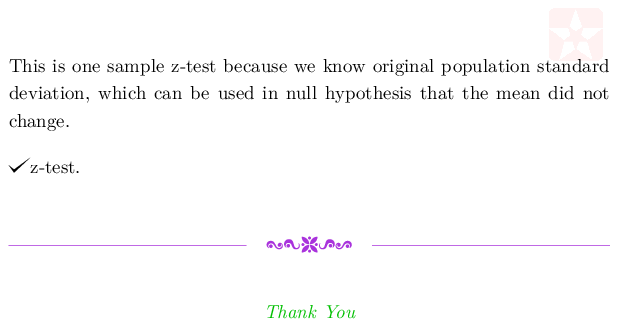 This is one sample z-test because we know original population standard
deviation, which can be used in null hypothesis that the mean did not
change.
✓z-test.
Thank You